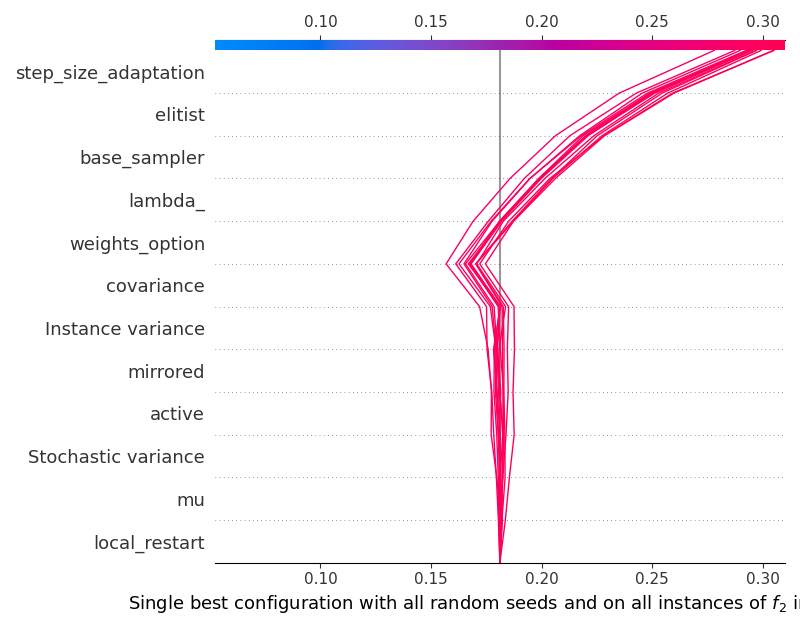 0.10 0.15 0.20 0.25 0.30
step_size_adaptation
elitist
base_sampler
lambda_
weights_option
covariance
Instance variance
mirrored
active
Stochastic variance
mu
local_restart
0.10 0.15 0.20 0.25 0.30
Single best configuration with all random seeds and on all instances of f₂ i